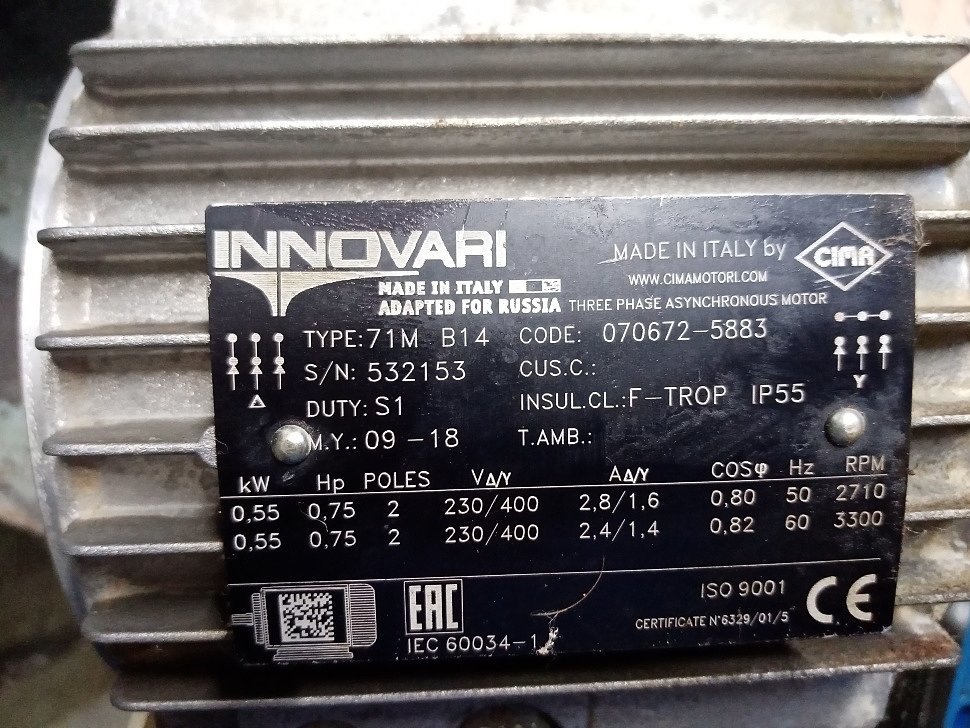 INNOVARI
MADE IN ITALY by CIMA
WWW.CIMAMOTORI.COM
MADE IN ITALY
ADAPTED FOR RUSSIA THREE PHASE ASYNCHRONOUS MOTOR
TYPE: 71M B14 CODE: 070672-5883
S/N: 532153 CUS.C.:
DUTY: S1 INSUL.CL.: F-TROP IP55
M.Y.: 09 -18 T.AMB.:
Δ Y
kW Hp POLES VΔ/Y AΔ/Y COSφ Hz RPM
0,55 0,75 2 230/400 2,8/1,6 0,80 50 2710
0,55 0,75 2 230/400 2,4/1,4 0,82 60 3300
EAC ISO 9001 CE
IEC 60034-1 CERTIFICATE N°6329/01/5